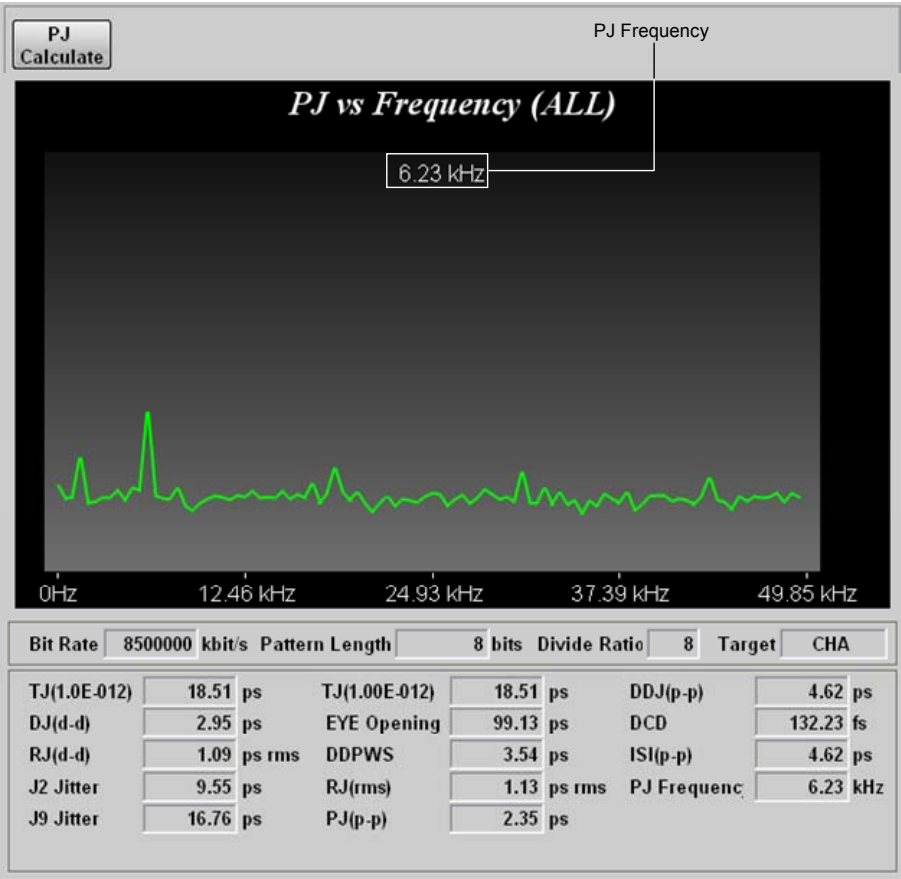 PJ
Calculate
PJ Frequency
PJ vs Frequency (ALL)
6.23 kHz
0Hz 12.46 kHz 24.93 kHz 37.39 kHz 49.85 kHz
Bit Rate 8500000 kbit/s Pattern Length 8 bits Divide Ratio 8 Target CHA
TJ(1.0E-012) 18.51 ps TJ(1.00E-012) 18.51 ps DDJ(p-p) 4.62 ps
DJ(d-d) 2.95 ps EYE Opening 99.13 ps DCD 132.23 fs
RJ(d-d) 1.09 ps rms DDPWS 3.54 ps ISI(p-p) 4.62 ps
J2 Jitter 9.55 ps RJ(rms) 1.13 ps rms PJ Frequenc 6.23 kHz
J9 Jitter 16.76 ps PJ(p-p) 2.35 ps